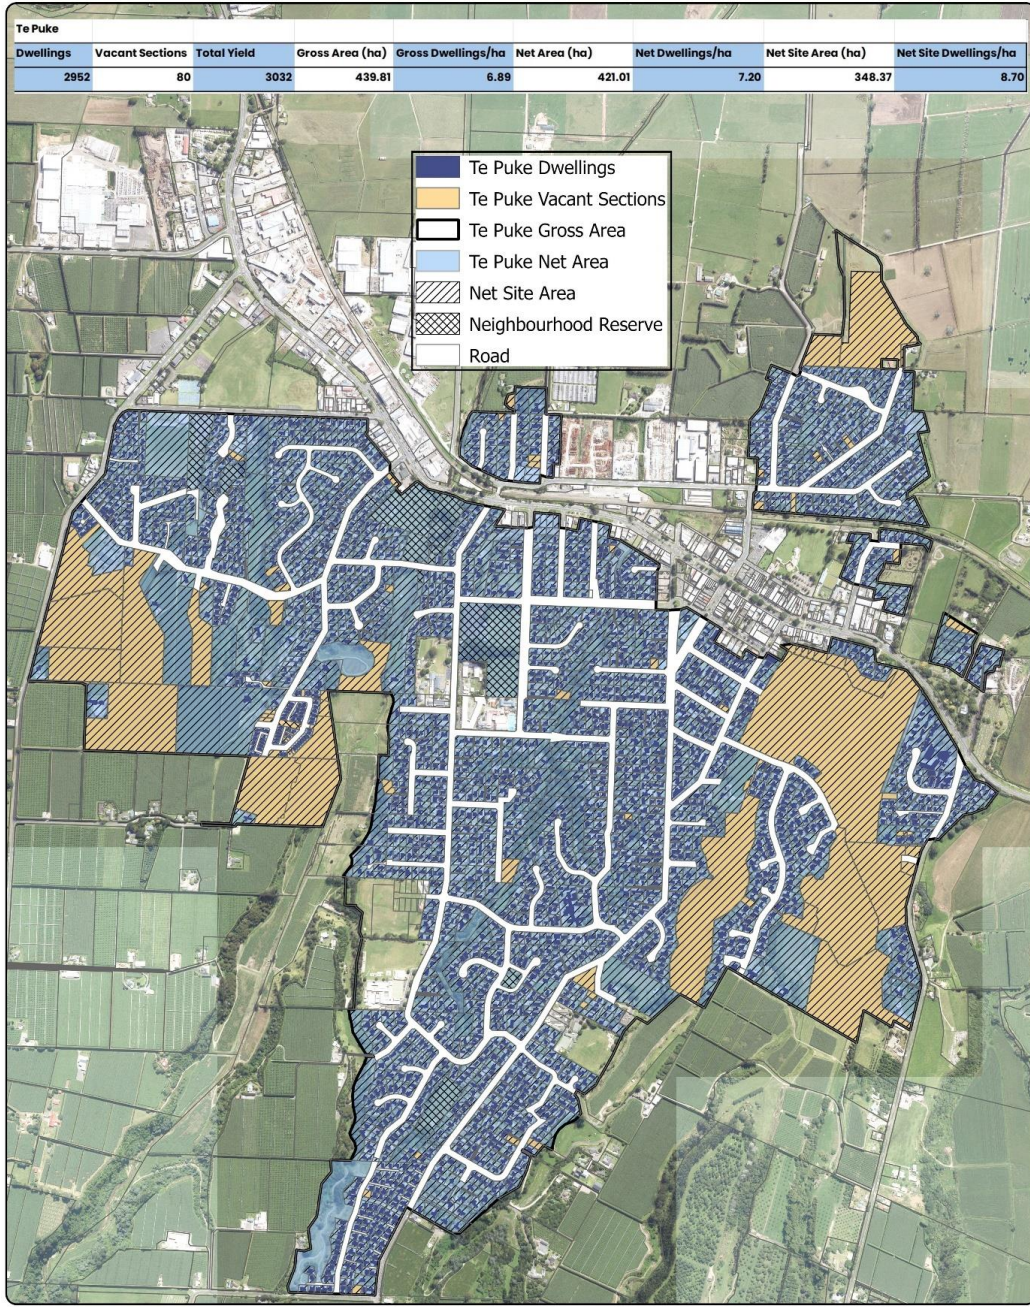 Te Puke
Dwellings Vacant Sections Total Yield Gross Area (ha) Gross Dwellings/ha Net Area (ha) Net Dwellings/ha Net Site Area (ha) Net Site Dwellings/ha
2952 80 3032 439.81 6.89 421.01 7.20 348.37 8.70
Te Puke Dwellings
Te Puke Vacant Sections
Te Puke Gross Area
Te Puke Net Area
Net Site Area
Neighbourhood Reserve
Road